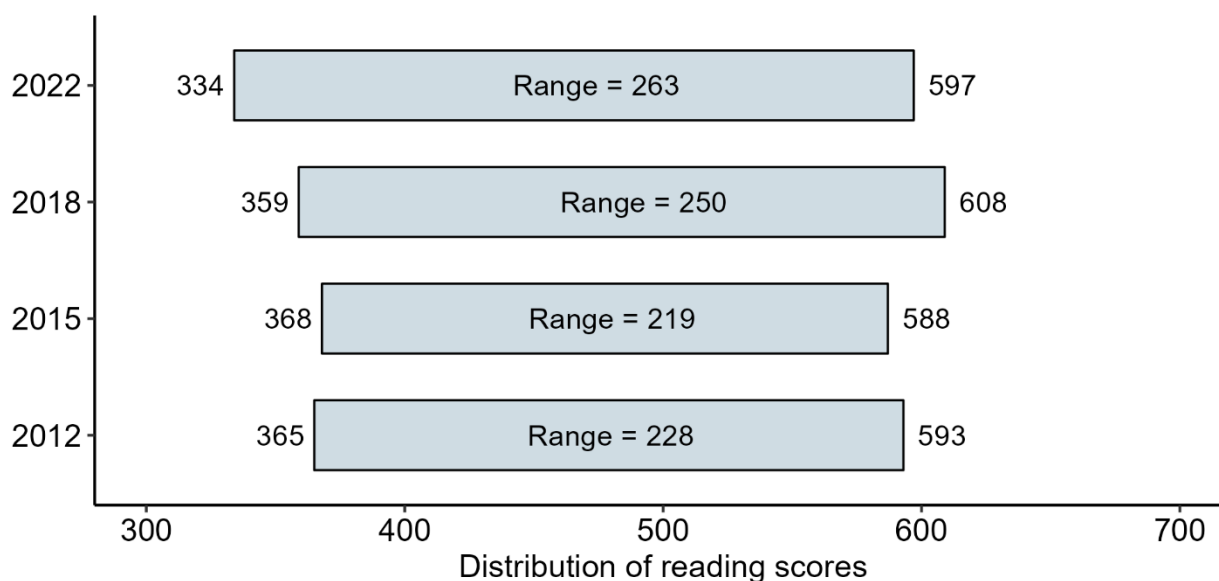 2022
334
Range = 263
597
2018
359
Range = 250
608
2015
368
Range = 219
588
2012
365
Range = 228
593
300 400 500 600 700
Distribution of reading scores